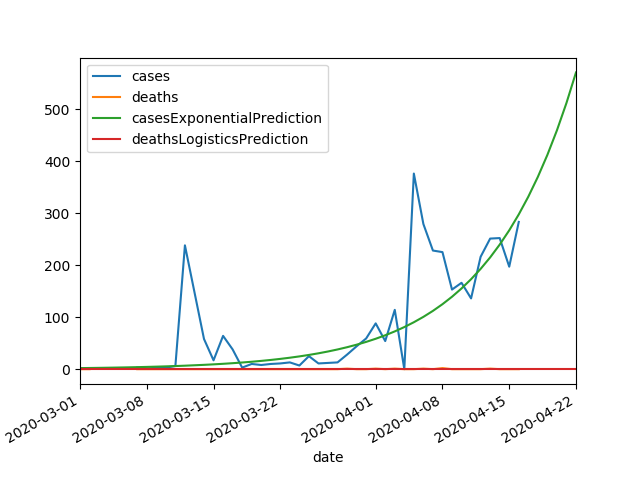 cases
deaths
casesExponentialPrediction
deathsLogisticsPrediction
500
400
300
200
100
0
2020-03-01
2020-03-08
2020-03-15
2020-03-22
2020-04-01
2020-04-08
2020-04-15
2020-04-22
date